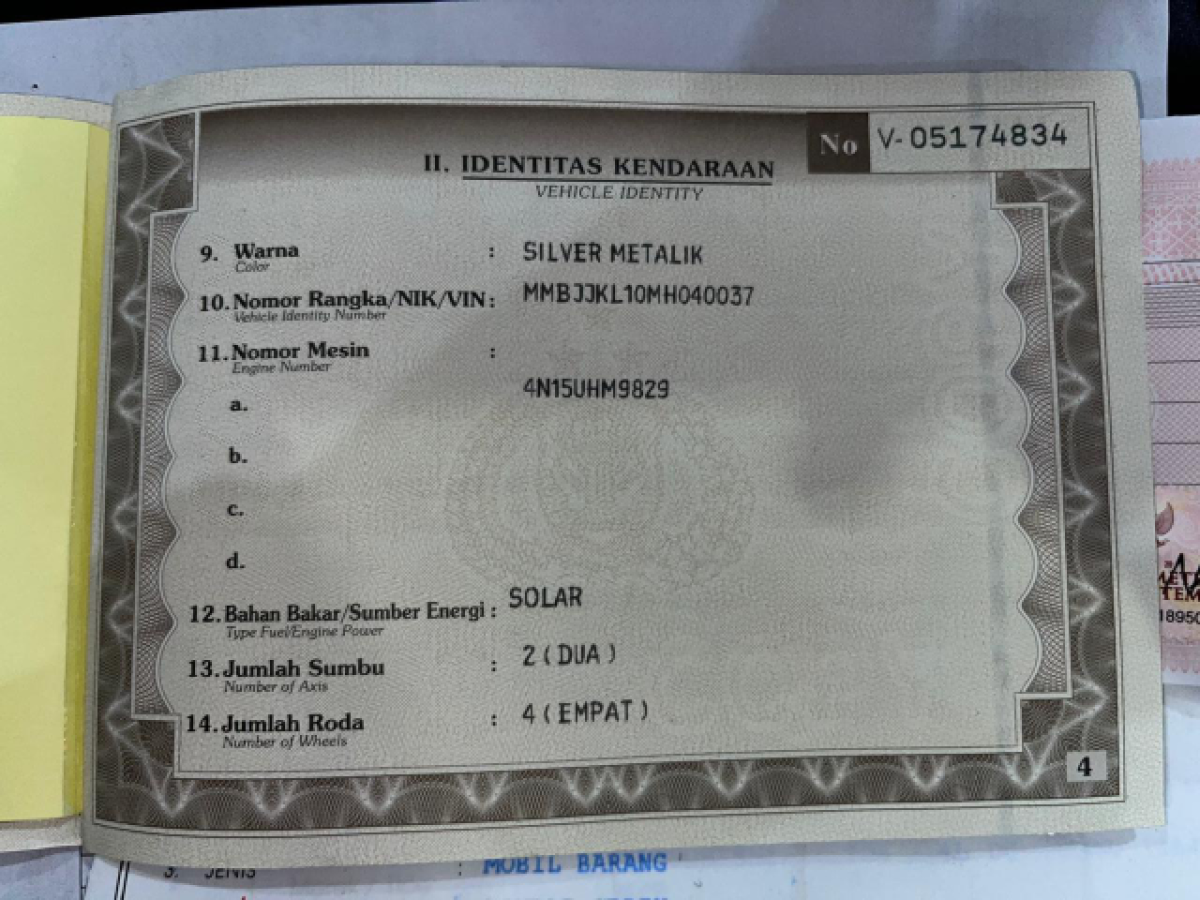 No V-05174834
II. IDENTITAS KENDARAAN
VEHICLE IDENTITY
9. Warna : SILVER METALIK
Color
10. Nomor Rangka/NIK/VIN : MMBJJKL10MH040037
Vehicle Identity Number
11. Nomor Mesin :
Engine Number
4N15UHM9829
a.
b.
c.
d.
12. Bahan Bakar/Sumber Energi : SOLAR
Type Fuel/Engine Power
13. Jumlah Sumbu : 2 ( DUA )
Number of Axis
14. Jumlah Roda : 4 ( EMPAT )
Number of Wheels
4
3. JENIS : MOBIL BARANG